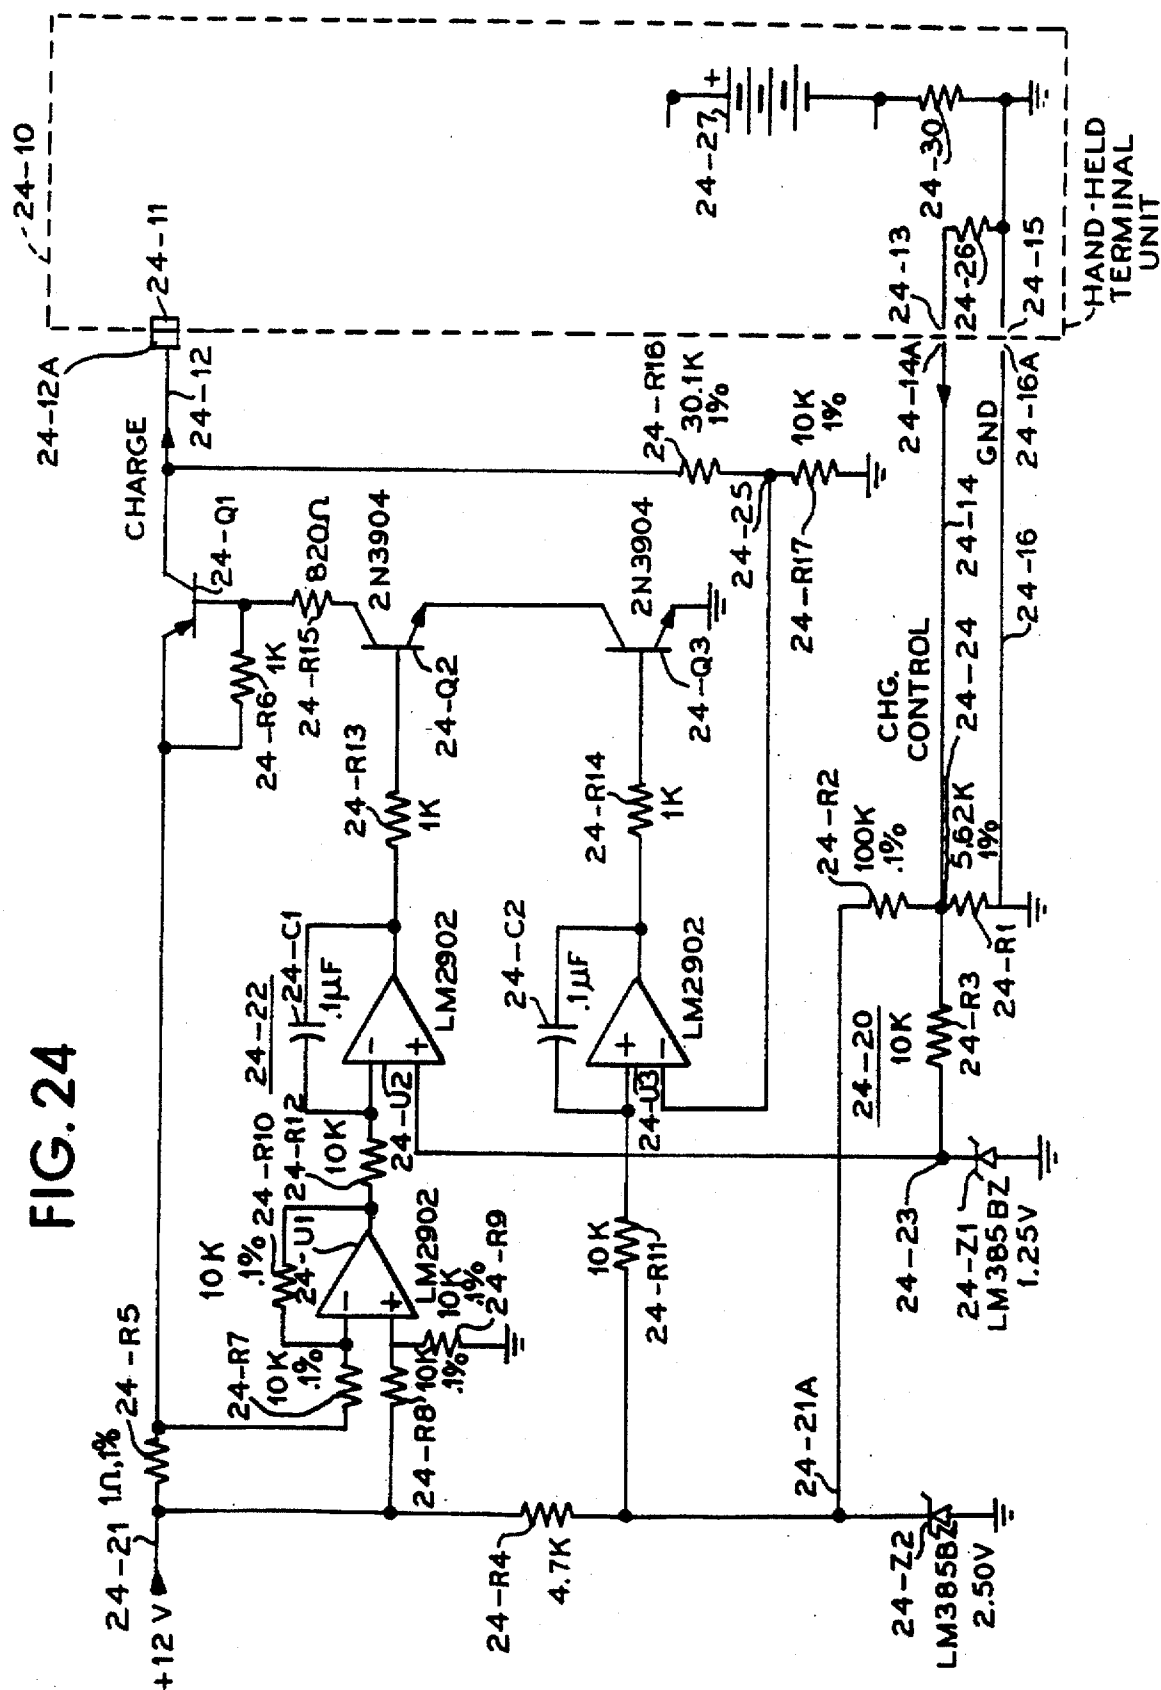 FIG. 24
24-10
24-11
24-12A
24-12
CHARGE
24-Q1
24-R6
1K
24-R15
820Ω
2N3904
24-Q2
24-R13
1K
24-21
+12 V
1Ω,1%
24-R5
24-R7
10K
.1%
10K
.1%
24-R10
24-U1
LM2902
24-R8
10K
.1%
10K
.1%
24-R9
24-R12
10K
24-22
24-C1
.1µF
24-U2
LM2902
24-R4
4.7K
10K
24-R11
24-C2
.1µF
24-U3
LM2902
24-R14
1K
2N3904
24-Q3
24-R16
30.1K
1%
24-25
24-R17
10K
1%
24-27
+
24-30
24-13
24-26
24-15
HAND-HELD
TERMINAL
UNIT
24-14A
24-14
GND
24-16A
24-16
CHG.
CONTROL
24-24
24-R2
100K
.1%
5.62K
1%
24-R1
24-20
10K
24-R3
24-23
24-Z1
LM385BZ
1.25V
24-21A
24-Z2
LM385BZ
2.50V